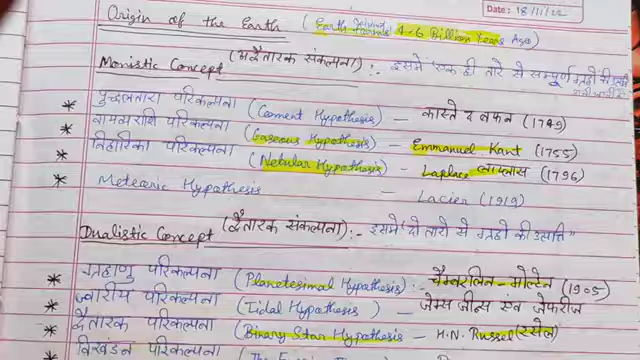 Date: 18/11/22
Origin of the Earth (Earth 4-6 Billion Years Ago)
Monistic Concept (अद्वैतारक संकल्पना) :- इसमें एक ही तारे से सम्पूर्ण ग्रहों की
* पुच्छलतारा परिकल्पना (Coment Hypothesis) — कास्ते द बफन (1749)
* वायव्यराशि परिकल्पना (Gaseous Hypothesis) — Emmanuel Kant (1755)
* निहारिका परिकल्पना (Nebular Hypothesis) - Laplace लाप्लास (1796)
* Meteoric Hypothesis - Lacier (1919)
Dualistic Concept (द्वैतारक संकल्पना) :- इसमें "दो तारो से ग्रहो की उत्पत्ति"
* ग्रहाणु परिकल्पना (Planetesimal Hypothesis) :- चैम्बरलिन - मोल्टन (1905)
* ज्वारीय परिकल्पना (Tidal Hypothesis) — जेम्स जीन्स एंव जेफरीज
* द्वैतारक परिकल्पना (Binary Star Hypothesis — H.N. Russel (रसेल)
विखंडन परिकल्पना (The